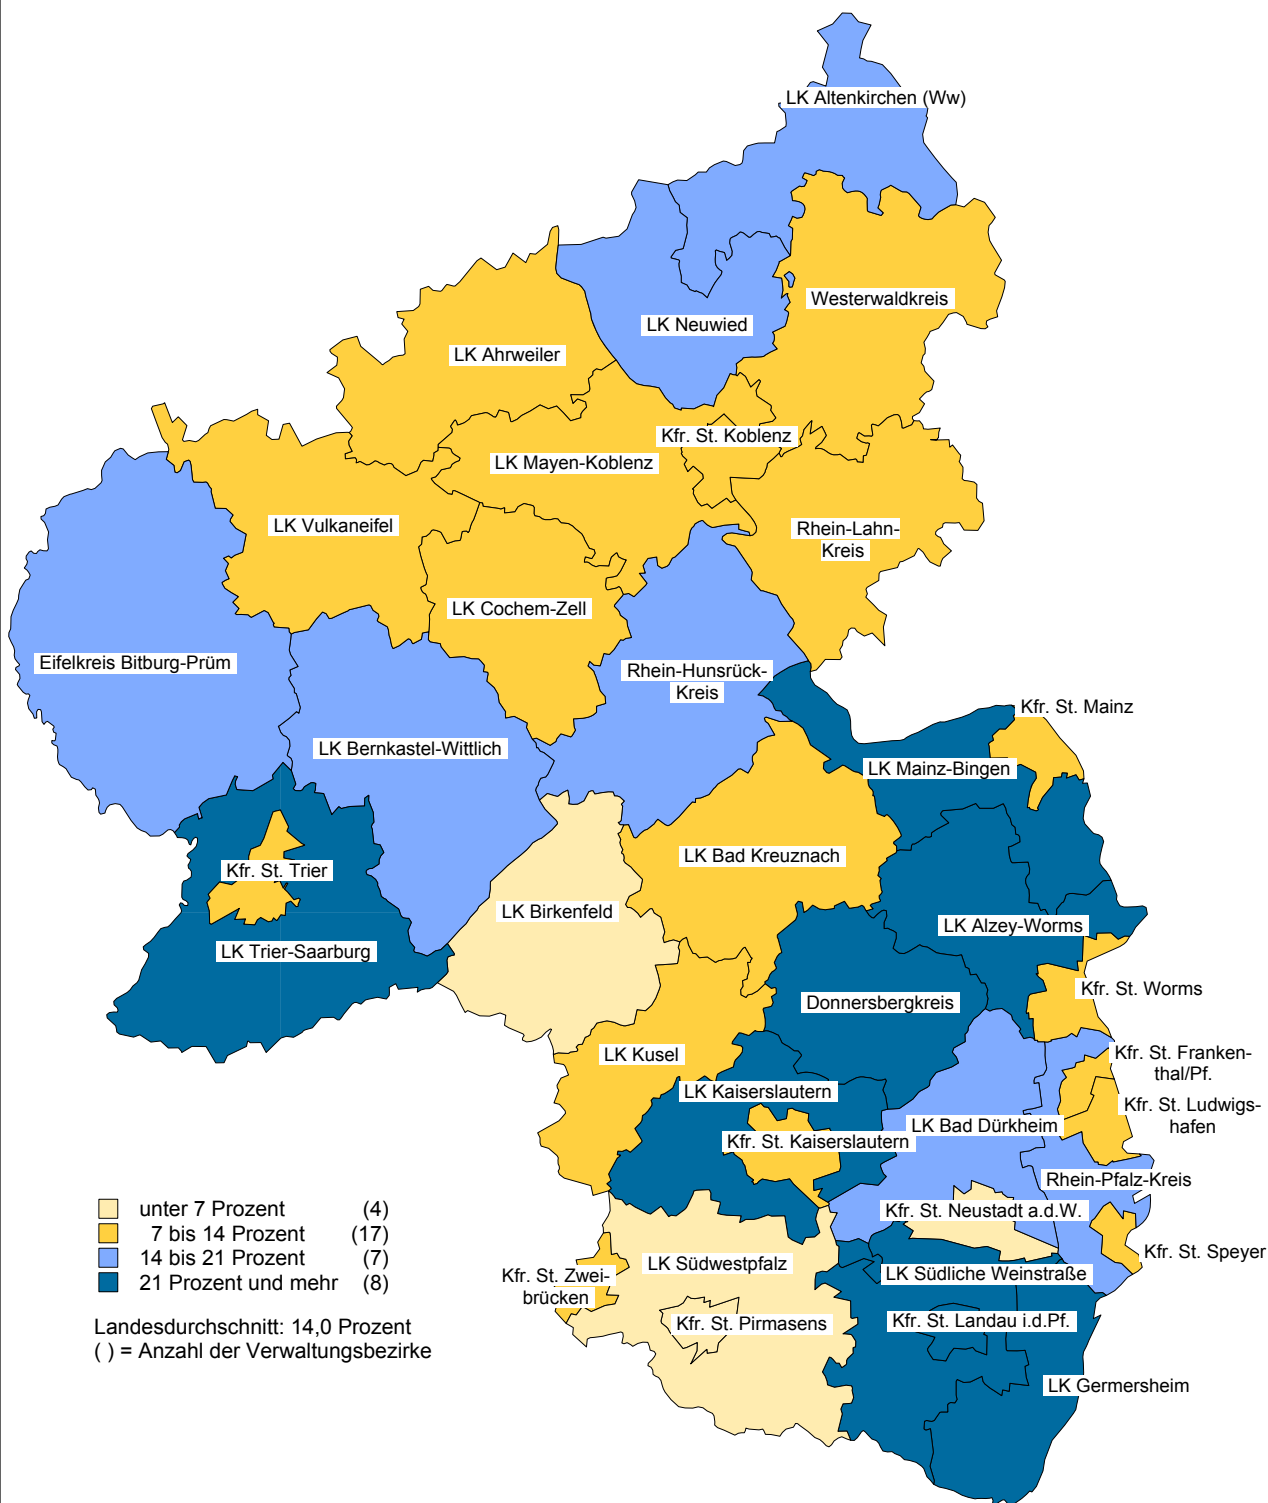 LK Altenkirchen (Ww)
Westerwaldkreis
LK Neuwied
LK Ahrweiler
Kfr. St. Koblenz
LK Mayen-Koblenz
LK Vulkaneifel
Rhein-Lahn-
Kreis
LK Cochem-Zell
Eifelkreis Bitburg-Prüm
Rhein-Hunsrück-
Kreis
Kfr. St. Mainz
LK Bernkastel-Wittlich
LK Mainz-Bingen
LK Bad Kreuznach
Kfr. St. Trier
LK Birkenfeld
LK Alzey-Worms
LK Trier-Saarburg
Kfr. St. Worms
Donnersbergkreis
LK Kusel
Kfr. St. Franken-
thal/Pf.
LK Kaiserslautern
Kfr. St. Ludwigs-
hafen
LK Bad Dürkheim
Kfr. St. Kaiserslautern
Rhein-Pfalz-Kreis
Kfr. St. Neustadt a.d.W.
Kfr. St. Speyer
LK Südwestpfalz
LK Südliche Weinstraße
Kfr. St. Zwei-
brücken
Kfr. St. Pirmasens
Kfr. St. Landau i.d.Pf.
LK Germersheim
unter 7 Prozent (4)
7 bis 14 Prozent (17)
14 bis 21 Prozent (7)
21 Prozent und mehr (8)
Landesdurchschnitt: 14,0 Prozent
( ) = Anzahl der Verwaltungsbezirke